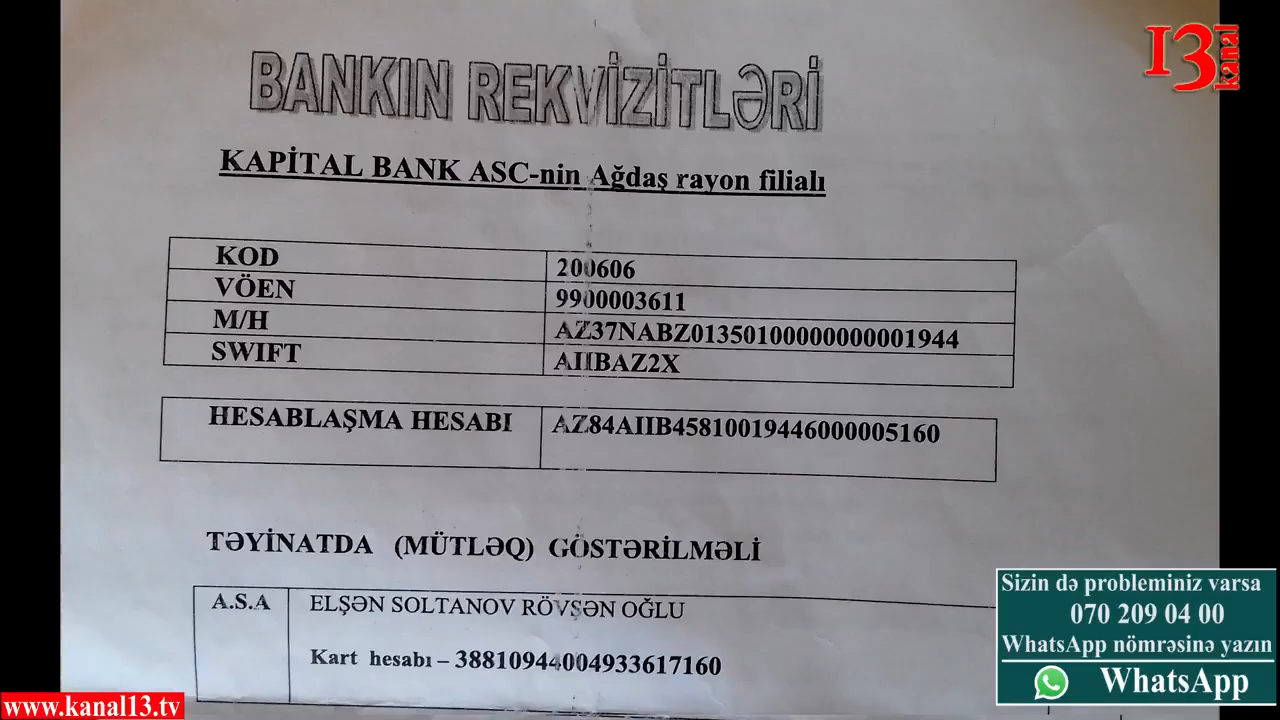 13 kanal
BANKIN REKVİZİTLƏRİ
KAPİTAL BANK ASC-nin Ağdaş rayon filialı
KOD 200606
VÖEN 9900003611
M/H AZ37NABZ01350100000000001944
SWIFT AIIBAZ2X
HESABLAŞMA HESABI AZ84AIIB45810019446000005160
TƏYİNATDA (MÜTLƏQ) GÖSTƏRİLMƏLİ
A.S.A ELŞƏN SOLTANOV RÖVŞƏN OĞLU
Kart hesabı – 38810944004933617160
Sizin də probleminiz varsa
070 209 04 00
WhatsApp nömrəsinə yazın
WhatsApp
www.kanal13.tv